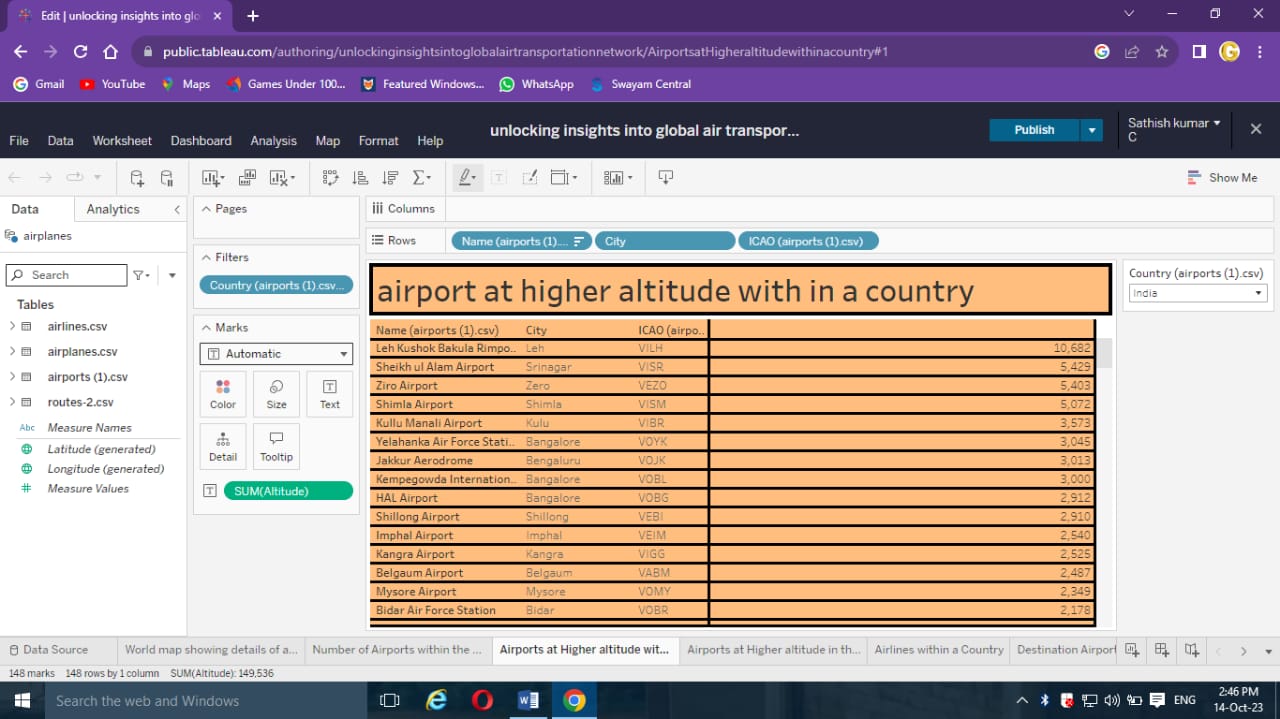 Edit | unlocking insights into glo
public.tableau.com/authoring/unlockinginsightsintoglobalairtransportationnetwork/AirportsatHigheraltitudewithinacountry#1
Gmail YouTube Maps Games Under 100... Featured Windows... WhatsApp Swayam Central
unlocking insights into global air transpor...
Publish
Sathish kumar
C
File Data Worksheet Dashboard Analysis Map Format Help
Show Me
Data Analytics
airplanes
Search
Tables
airlines.csv
airplanes.csv
airports (1).csv
routes-2.csv
Abc Measure Names
Latitude (generated)
Longitude (generated)
# Measure Values
Pages
Filters
Country (airports (1).csv...
Marks
Automatic
Color Size Text
Detail Tooltip
SUM(Altitude)
Columns
Rows Name (airports (1).... City ICAO (airports (1).csv)
airport at higher altitude with in a country
Name (airports (1).csv) City ICAO (airpo..
Leh Kushok Bakula Rimpo.. Leh VILH 10,682
Sheikh ul Alam Airport Srinagar VISR 5,429
Ziro Airport Zero VEZO 5,403
Shimla Airport Shimla VISM 5,072
Kullu Manali Airport Kulu VIBR 3,573
Yelahanka Air Force Stati.. Bangalore VOYK 3,045
Jakkur Aerodrome Bengaluru VOJK 3,013
Kempegowda Internation.. Bangalore VOBL 3,000
HAL Airport Bangalore VOBG 2,912
Shillong Airport Shillong VEBI 2,910
Imphal Airport Imphal VEIM 2,540
Kangra Airport Kangra VIGG 2,525
Belgaum Airport Belgaum VABM 2,487
Mysore Airport Mysore VOMY 2,349
Bidar Air Force Station Bidar VOBR 2,178
Country (airports (1).csv)
India
Data Source World map showing details of a... Number of Airports within the ... Airports at Higher altitude wit... Airports at Higher altitude in th... Airlines within a Country Destination Airport
148 marks 148 rows by 1 column SUM(Altitude): 149,536
Search the web and Windows
ENG
2:46 PM
14-Oct-23